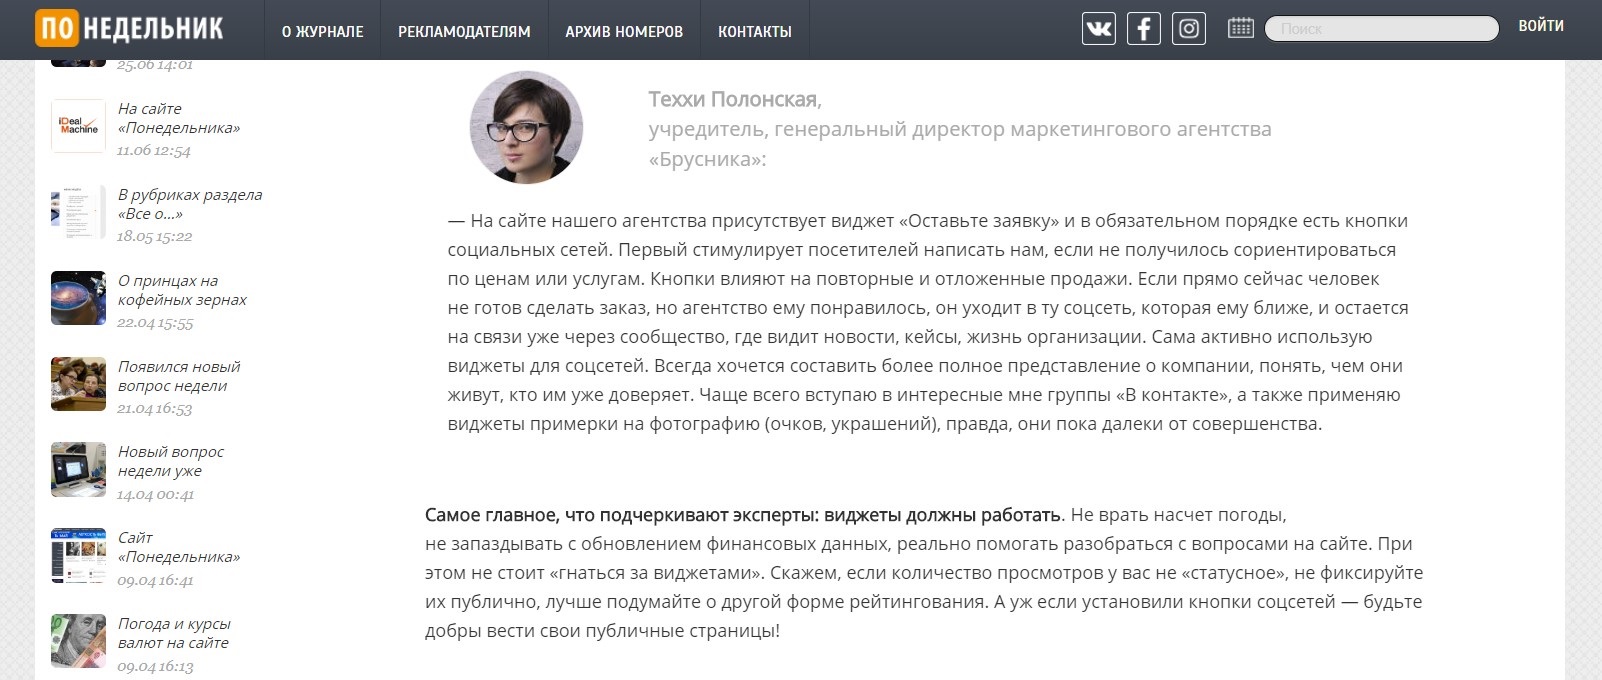 ПОНЕДЕЛЬНИК
О ЖУРНАЛЕ
РЕКЛАМОДАТЕЛЯМ
АРХИВ НОМЕРОВ
КОНТАКТЫ
Поиск
ВОЙТИ
25.06 14:01
iDeal
Machine
На сайте
«Понедельника»
11.06 12:54
В рубриках раздела
«Все о...»
18.05 15:22
О принцах на
кофейных зернах
22.04 15:55
Появился новый
вопрос недели
21.04 16:53
Новый вопрос
недели уже
14.04 00:41
Сайт
«Понедельника»
09.04 16:41
Погода и курсы
валют на сайте
09.04 16:13
Теххи Полонская,
учредитель, генеральный директор маркетингового агентства
«Брусника»:
— На сайте нашего агентства присутствует виджет «Оставьте заявку» и в обязательном порядке есть кнопки
социальных сетей. Первый стимулирует посетителей написать нам, если не получилось сориентироваться
по ценам или услугам. Кнопки влияют на повторные и отложенные продажи. Если прямо сейчас человек
не готов сделать заказ, но агентство ему понравилось, он уходит в ту соцсеть, которая ему ближе, и остается
на связи уже через сообщество, где видит новости, кейсы, жизнь организации. Сама активно использую
виджеты для соцсетей. Всегда хочется составить более полное представление о компании, понять, чем они
живут, кто им уже доверяет. Чаще всего вступаю в интересные мне группы «В контакте», а также применяю
виджеты примерки на фотографию (очков, украшений), правда, они пока далеки от совершенства.
Самое главное, что подчеркивают эксперты: виджеты должны работать. Не врать насчет погоды,
не запаздывать с обновлением финансовых данных, реально помогать разобраться с вопросами на сайте. При
этом не стоит «гнаться за виджетами». Скажем, если количество просмотров у вас не «статусное», не фиксируйте
их публично, лучше подумайте о другой форме рейтингования. А уж если установили кнопки соцсетей — будьте
добры вести свои публичные страницы!